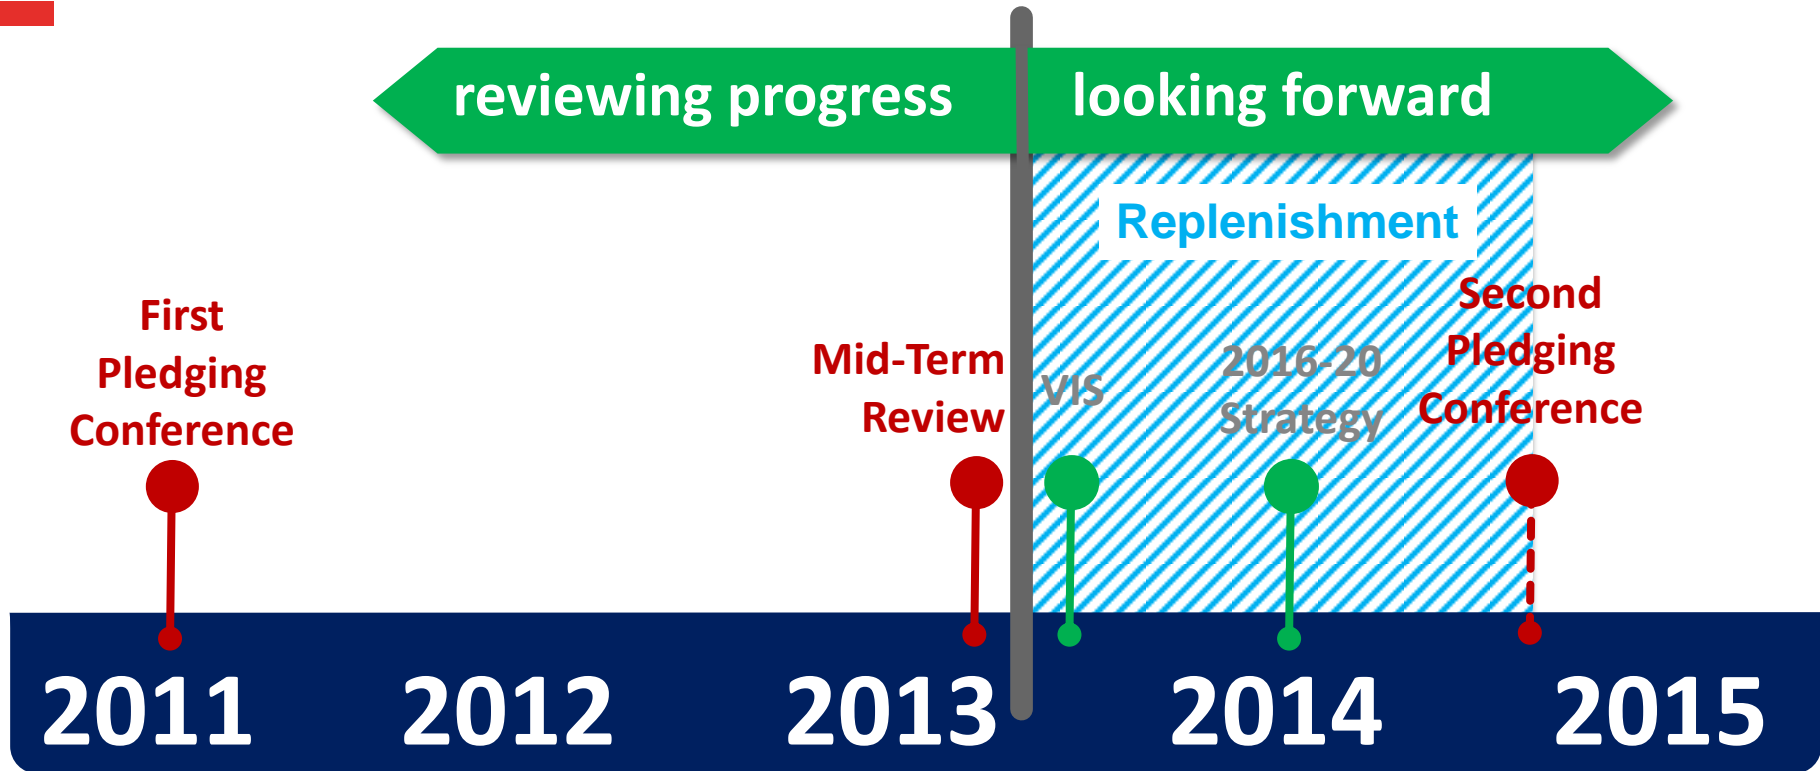 reviewing progress
looking forward
Replenishment
First
Pledging
Conference
Mid-Term
Review
VIS
2016-20
Strategy
Second
Pledging
Conference
2011
2012
2013
2014
2015